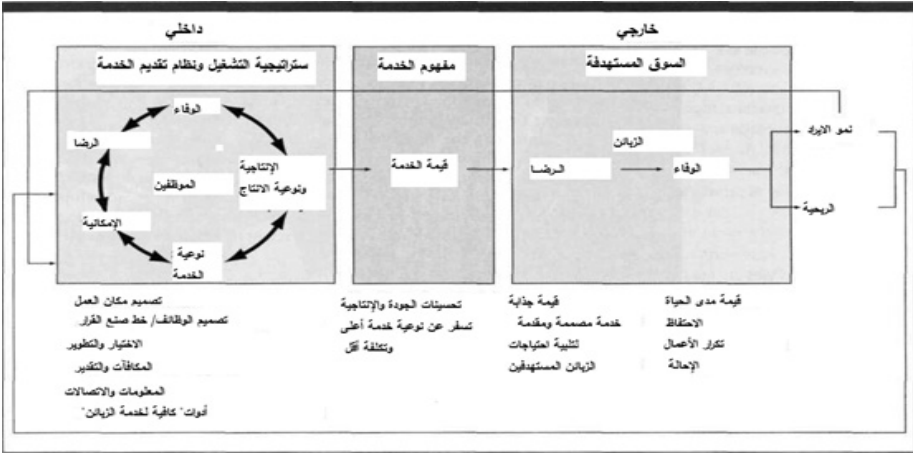 داخلي
خارجي
ستراتيجية التشغيل ونظام تقديم الخدمة
مفهوم الخدمة
السوق المستهدفة
الوفاء
الرضا
الإنتاجية
ونوعية الانتاج
الموظفين
الإمكانية
نوعية :
الخدمة
قيمة الخدمة
الزبائن
الـرضـا
الوفاء
نمو الايراد
الربحية
تصميم مكان العمل
تصميم الوظائف/ خط صنع القرار
الاختيار والتطوير
المكافآت والتقدير
المعلومات والاتصالات
أدوات" كافية لخدمة الزبائن"
تحسينات الجودة والإنتاجية
تسفر عن نوعية خدمة أعلى
وتكلفة أقل
قيمة جذابة
خدمة مصممة ومقدمة
لتلبية احتياجات
الزبائن المستهدفين
قيمة مدى الحياة
الاحتفاظ
تكرار الأعمال
الإحالة